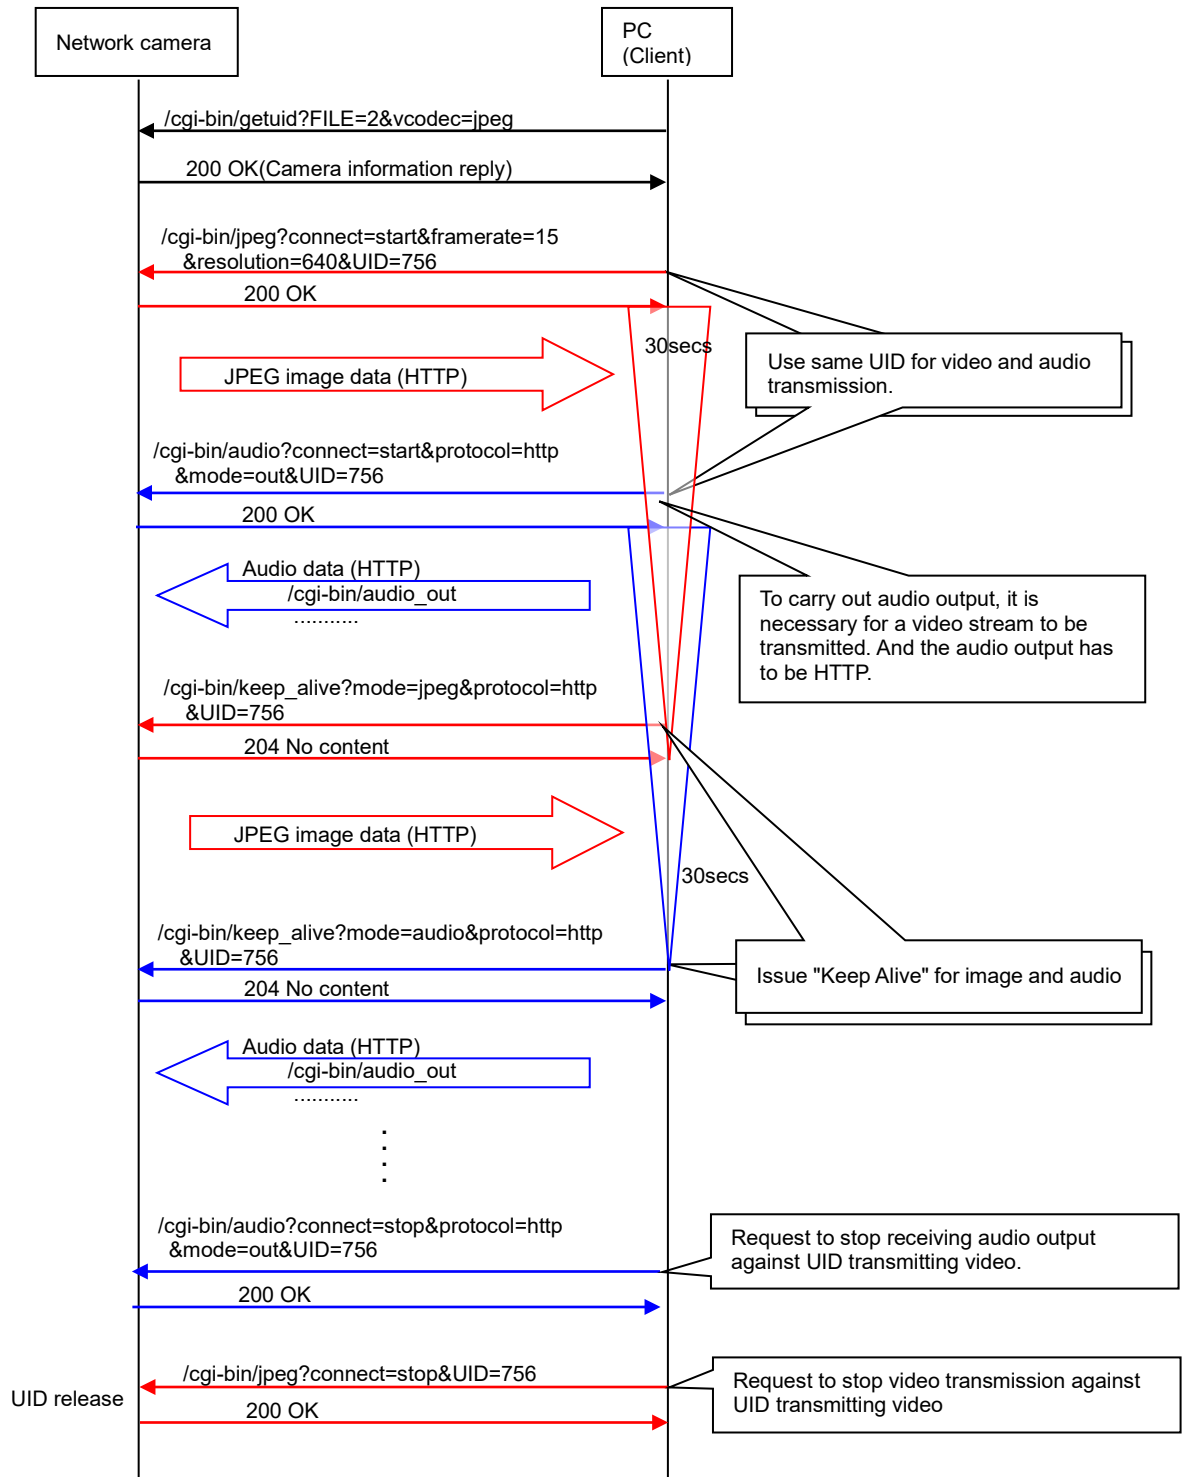 Network camera
PC
(Client)
/cgi-bin/getuid?FILE=2&vcodec=jpeg
200 OK(Camera information reply)
/cgi-bin/jpeg?connect=start&framerate=15
&resolution=640&UID=756
200 OK
30secs
JPEG image data (HTTP)
Use same UID for video and audio
transmission.
/cgi-bin/audio?connect=start&protocol=http
&mode=out&UID=756
200 OK
Audio data (HTTP)
/cgi-bin/audio_out
...........
To carry out audio output, it is
necessary for a video stream to be
transmitted. And the audio output has
to be HTTP.
/cgi-bin/keep_alive?mode=jpeg&protocol=http
&UID=756
204 No content
JPEG image data (HTTP)
30secs
/cgi-bin/keep_alive?mode=audio&protocol=http
&UID=756
204 No content
Issue "Keep Alive" for image and audio
Audio data (HTTP)
/cgi-bin/audio_out
...........
/cgi-bin/audio?connect=stop&protocol=http
&mode=out&UID=756
200 OK
Request to stop receiving audio output
against UID transmitting video.
/cgi-bin/jpeg?connect=stop&UID=756
UID release
200 OK
Request to stop video transmission against
UID transmitting video